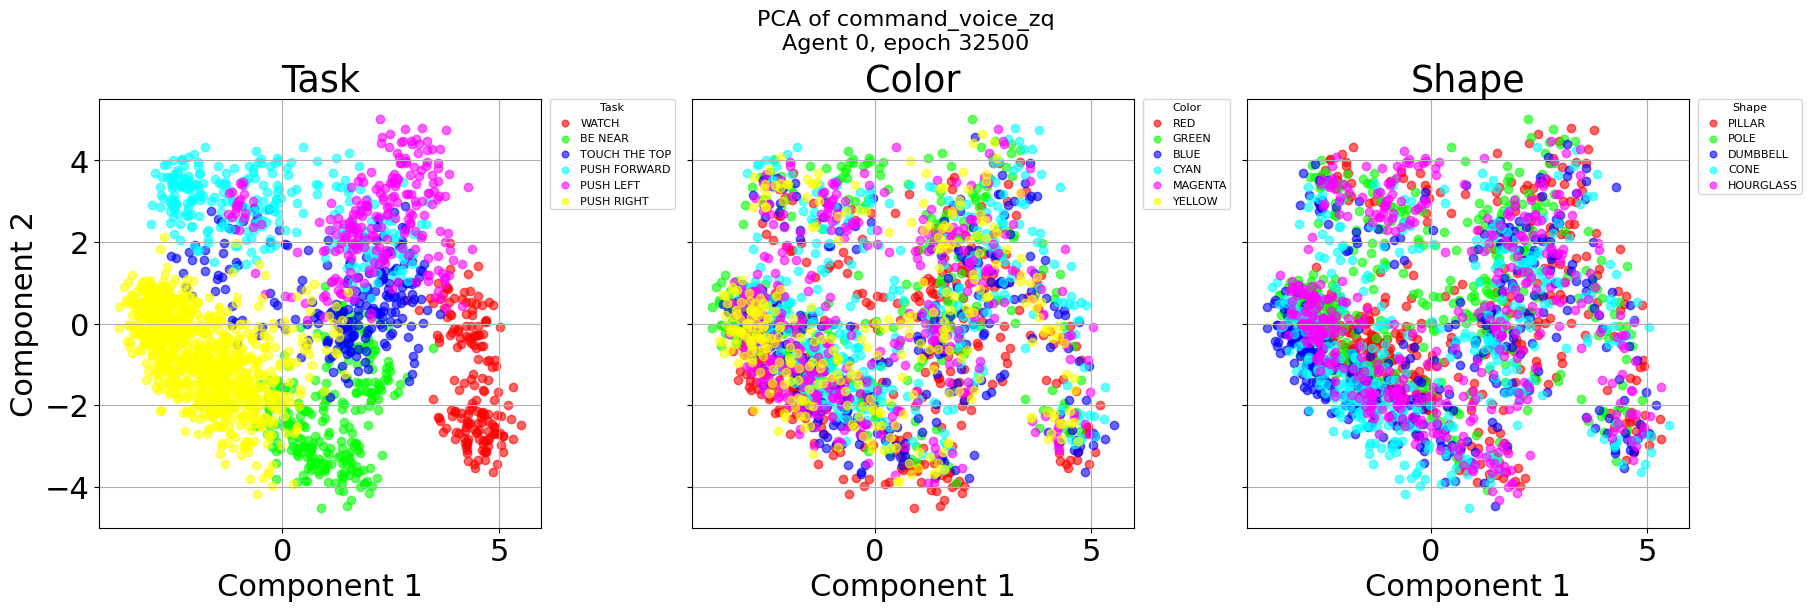 PCA of command_voice_zq
Agent 0, epoch 32500
Task
Component 2
4
2
0
−2
−4
0 5
Component 1
Task
WATCH
BE NEAR
TOUCH THE TOP
PUSH FORWARD
PUSH LEFT
PUSH RIGHT
Color
0 5
Component 1
Color
RED
GREEN
BLUE
CYAN
MAGENTA
YELLOW
Shape
0 5
Component 1
Shape
PILLAR
POLE
DUMBBELL
CONE
HOURGLASS